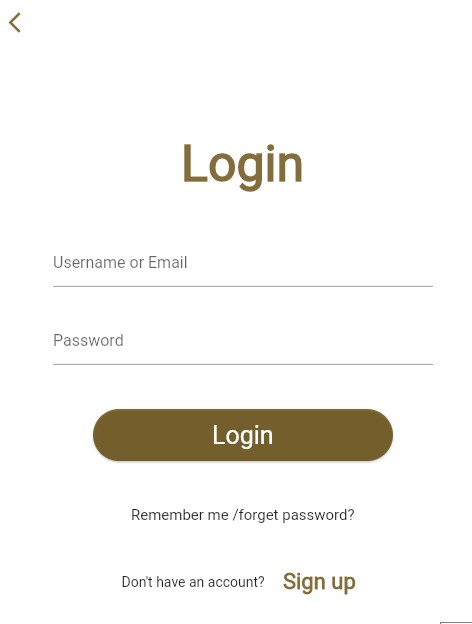 Login
Username or Email
Password
Login
Remember me /forget password?
Don't have an account? Sign up